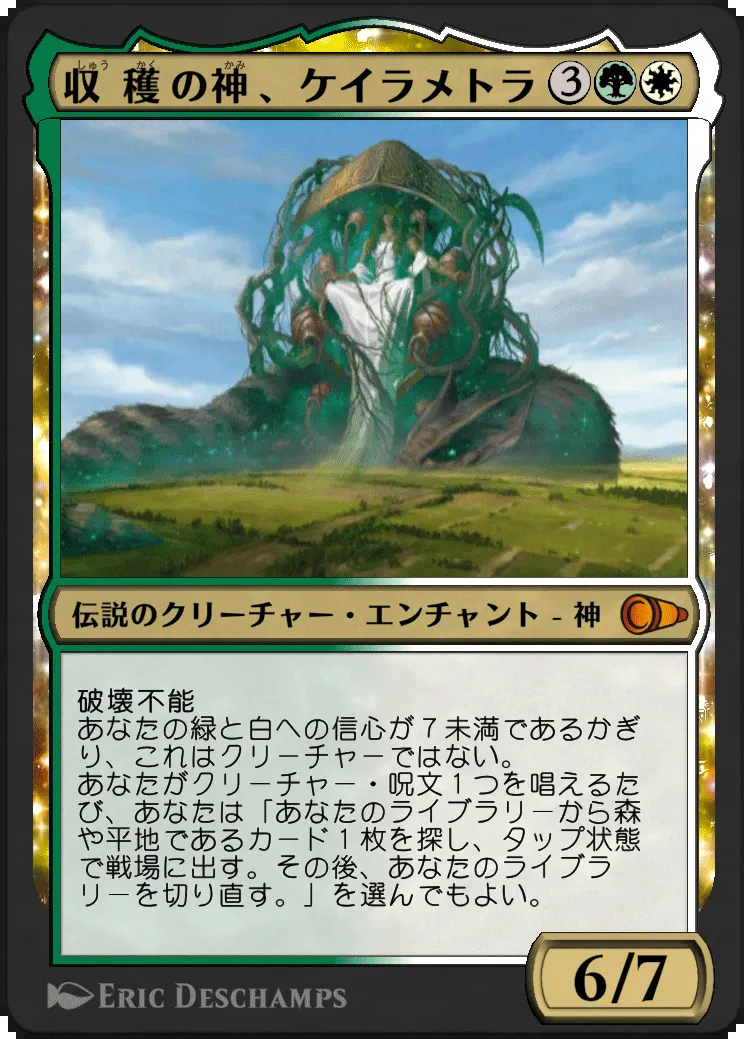 収穫の神、ケイラメトラ 3
伝説のクリーチャー・エンチャント - 神
破壊不能
あなたの緑と白への信心が7未満であるかぎ
り、これはクリーチャーではない。
あなたがクリーチャー・呪文1つを唱えるた
び、あなたは「あなたのライブラリーから森
や平地であるカード1枚を探し、タップ状態
で戦場に出す。その後、あなたのライブラ
リーを切り直す。」を選んでもよい。
6/7
ERIC DESCHAMPS